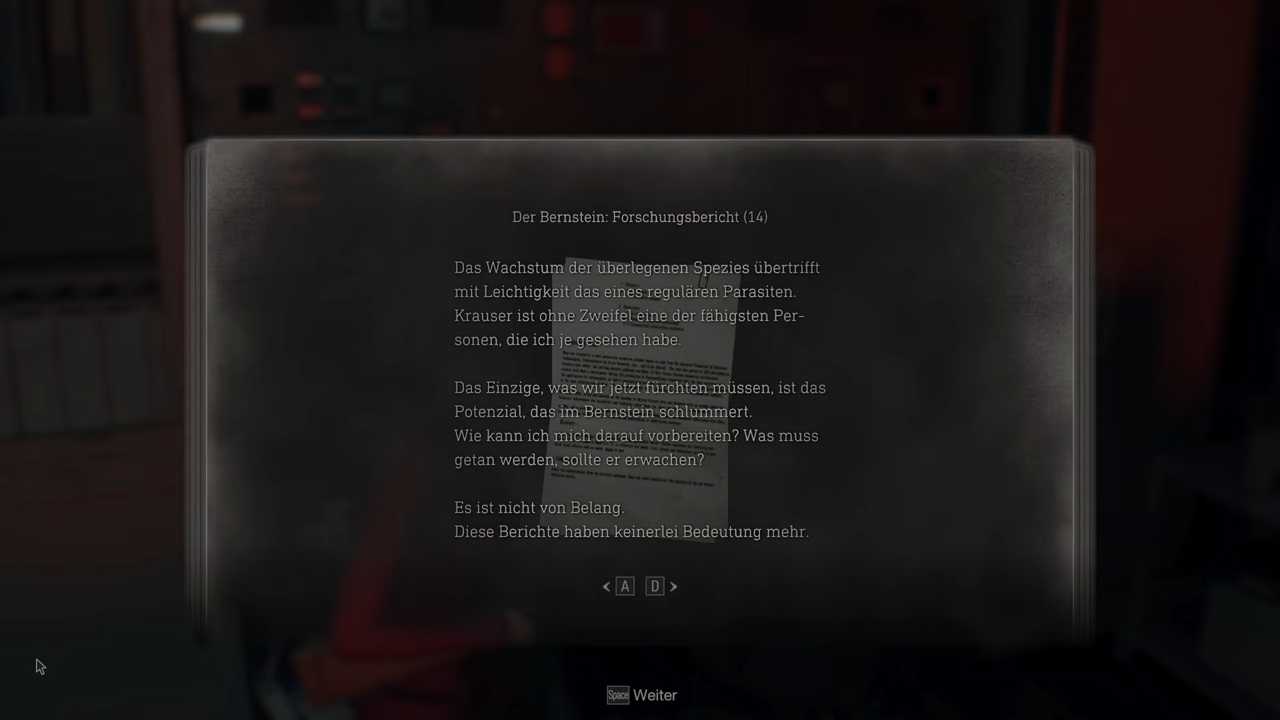 Der Bernstein: Forschungsbericht (14)
Das Wachstum der überlegenen Spezies übertrifft
mit Leichtigkeit das eines regulären Parasiten.
Krauser ist ohne Zweifel eine der fähigsten Per-
sonen, die ich je gesehen habe.
Das Einzige, was wir jetzt fürchten müssen, ist das
Potenzial, das im Bernstein schlummert.
Wie kann ich mich darauf vorbereiten? Was muss
getan werden, sollte er erwachen?
Es ist nicht von Belang.
Diese Berichte haben keinerlei Bedeutung mehr.
< A D >
Space Weiter